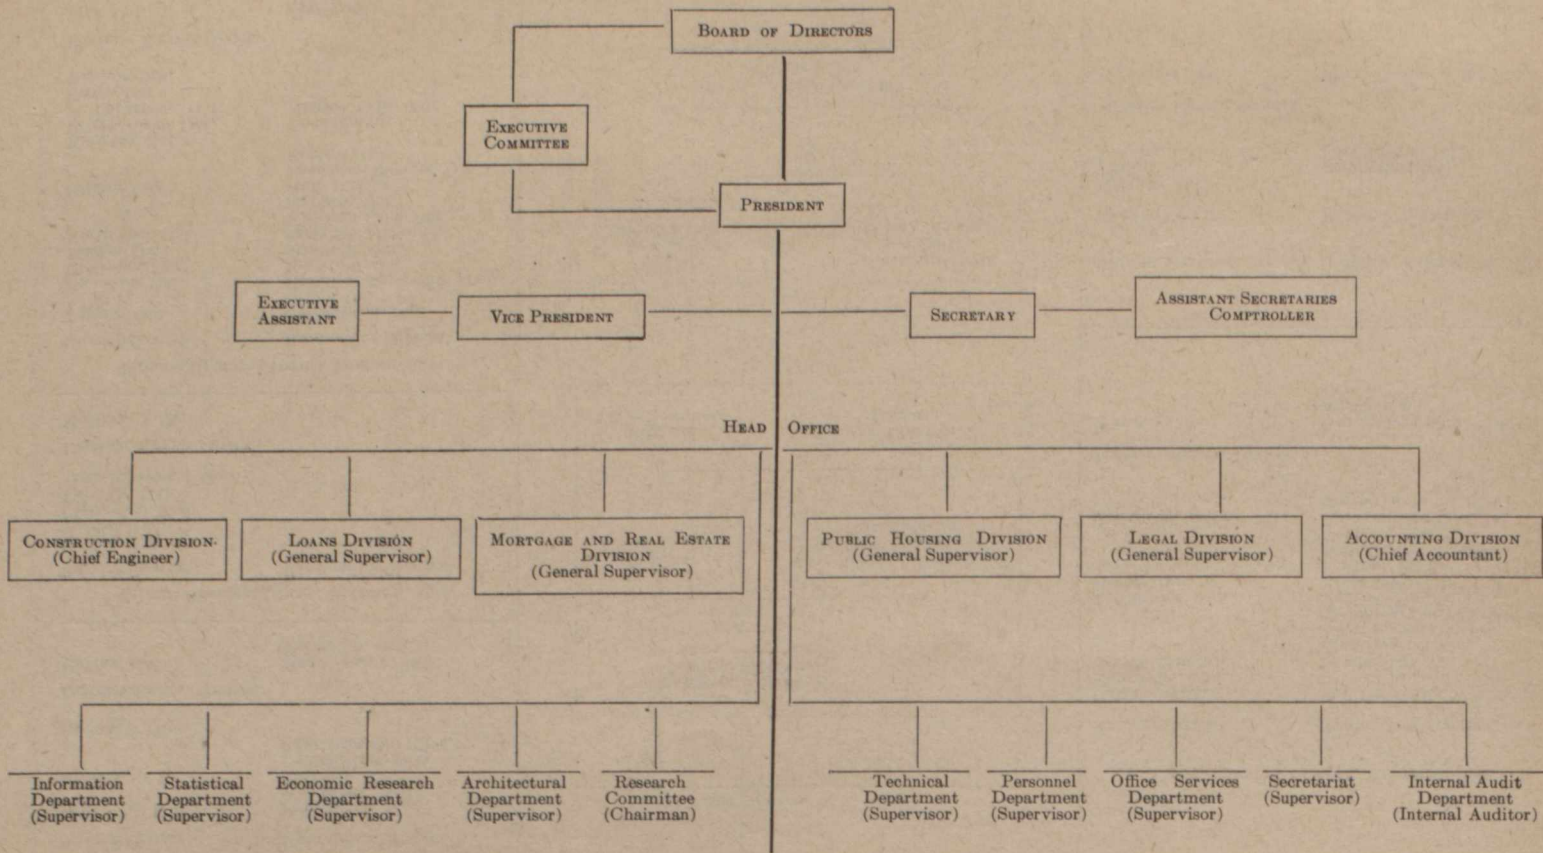 BOARD OF DIRECTORS
EXECUTIVE
COMMITTEE
PRESIDENT
EXECUTIVE
ASSISTANT
VICE PRESIDENT
SECRETARY
ASSISTANT SECRETARIES
COMPTROLLER
HEAD OFFICE
CONSTRUCTION DIVISION
(Chief Engineer)
LOANS DIVISION
(General Supervisor)
MORTGAGE AND REAL ESTATE
DIVISION
(General Supervisor)
PUBLIC HOUSING DIVISION
(General Supervisor)
LEGAL DIVISION
(General Supervisor)
ACCOUNTING DIVISION
(Chief Accountant)
Information
Department
(Supervisor)
Statistical
Department
(Supervisor)
Economic Research
Department
(Supervisor)
Architectural
Department
(Supervisor)
Research
Committee
(Chairman)
Technical
Department
(Supervisor)
Personnel
Department
(Supervisor)
Office Services
Department
(Supervisor)
Secretariat
(Supervisor)
Internal Audit
Department
(Internal Auditor)